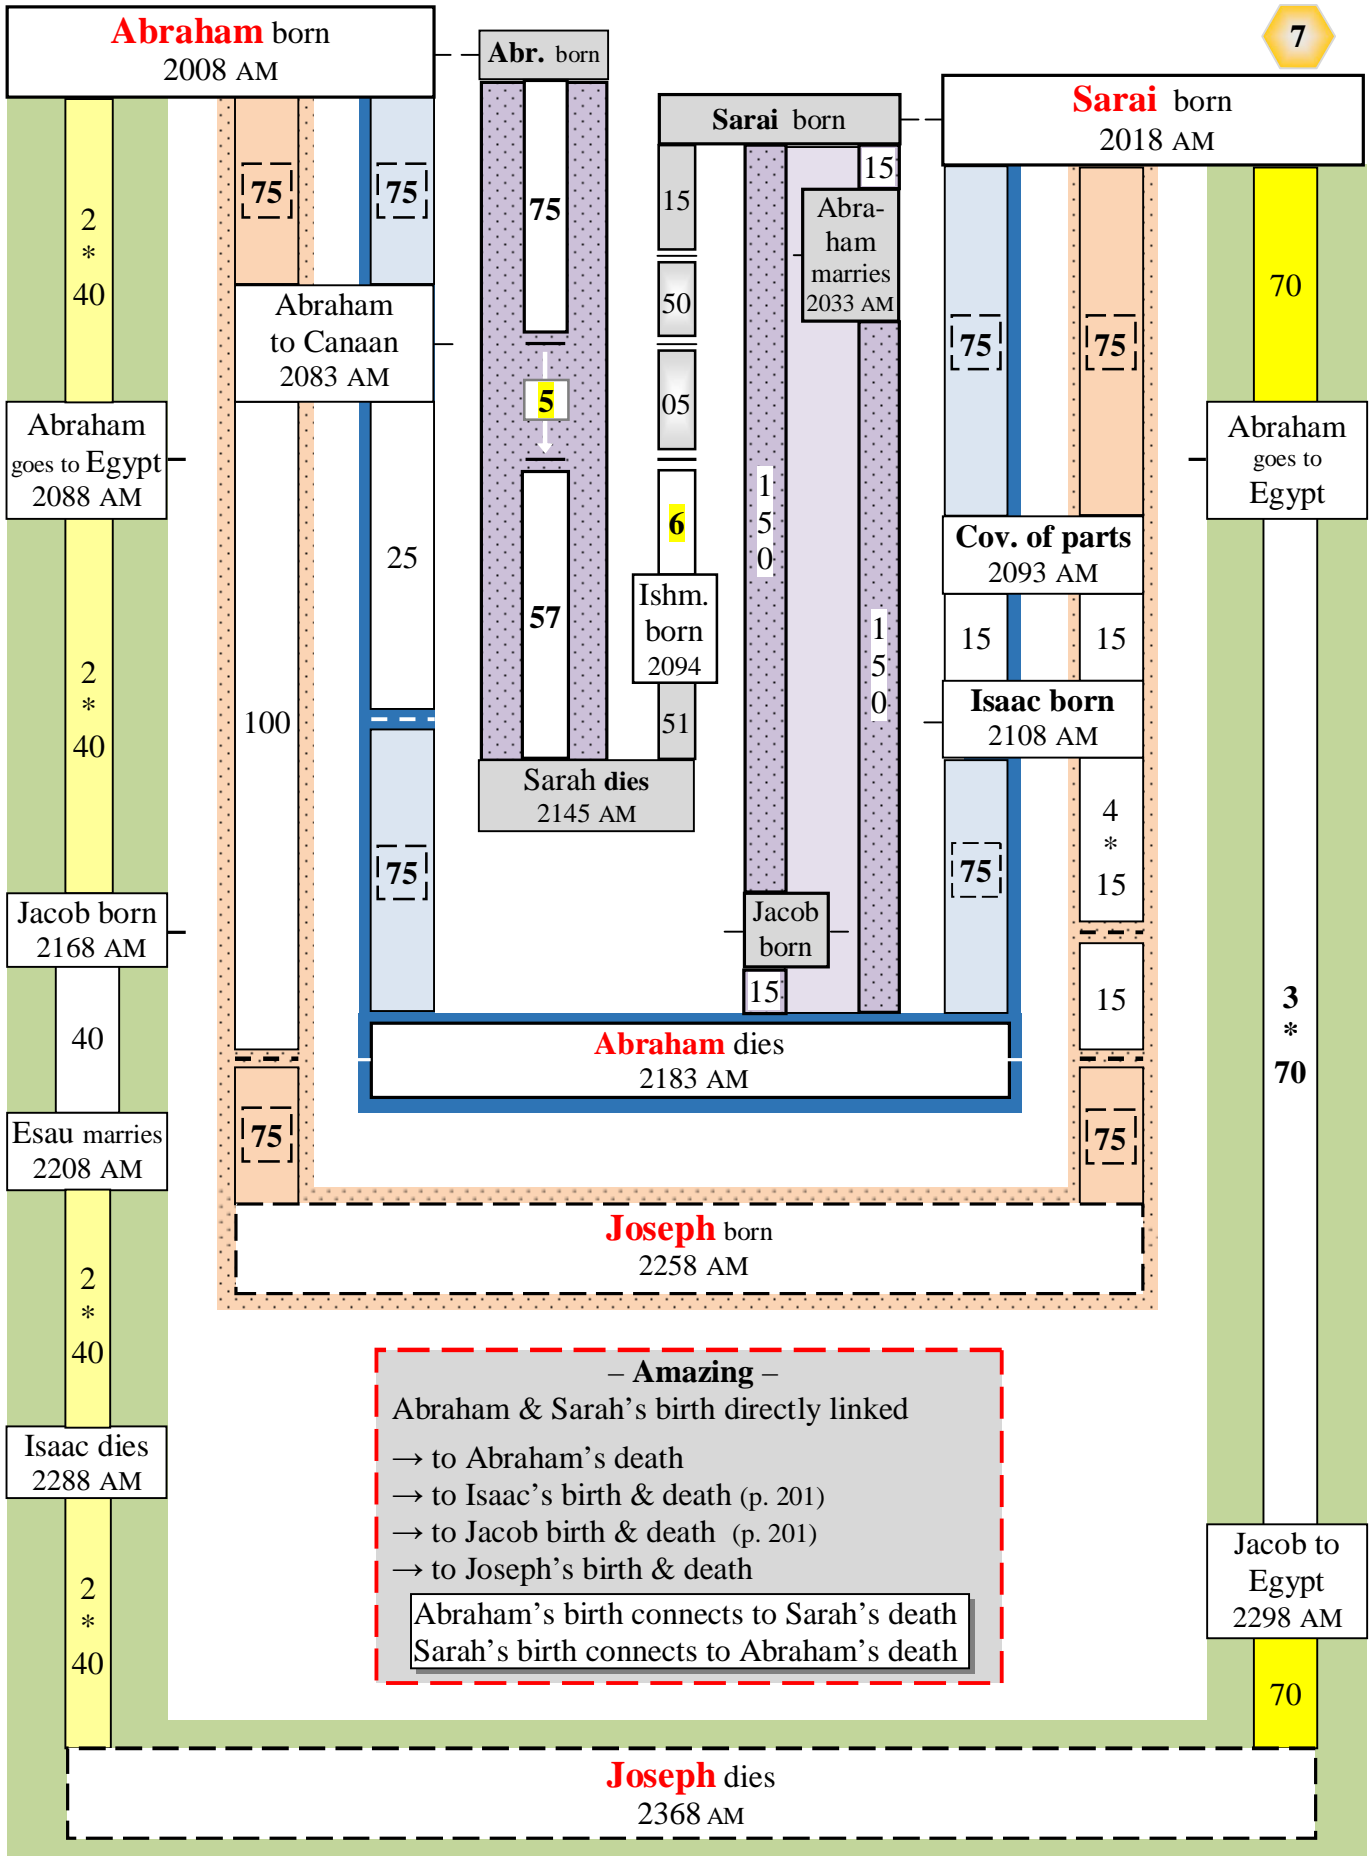 Abraham born
2008 AM
Abr. born
7
Sarai born
2018 AM
Sarai born
2
*
40
75
75
75
15
15
Abra-
ham
marries
2033 AM
75
75
70
Abraham
to Canaan
2083 AM
50
5
05
Abraham
goes to Egypt
2088 AM
Abraham
goes to
Egypt
25
57
6
1
5
0
Cov. of parts
2093 AM
Ishm.
born
2094
1
5
0
15
15
2
*
40
100
51
Isaac born
2108 AM
Sarah dies
2145 AM
75
75
4
*
15
Jacob born
2168 AM
Jacob
born
15
15
3
*
70
40
Abraham dies
2183 AM
Esau marries
2208 AM
75
75
Joseph born
2258 AM
2
*
40
– Amazing –
Abraham & Sarah’s birth directly linked
→ to Abraham’s death
→ to Isaac’s birth & death (p. 201)
→ to Jacob birth & death (p. 201)
→ to Joseph’s birth & death
Abraham’s birth connects to Sarah’s death
Sarah’s birth connects to Abraham’s death
Isaac dies
2288 AM
Jacob to
Egypt
2298 AM
2
*
40
70
Joseph dies
2368 AM